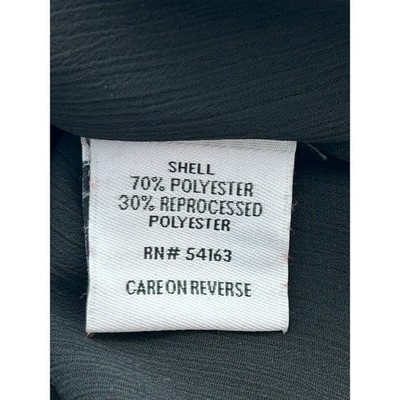 SHELL
70% POLYESTER
30% REPROCESSED
POLYESTER
RN# 54163
CARE ON REVERSE